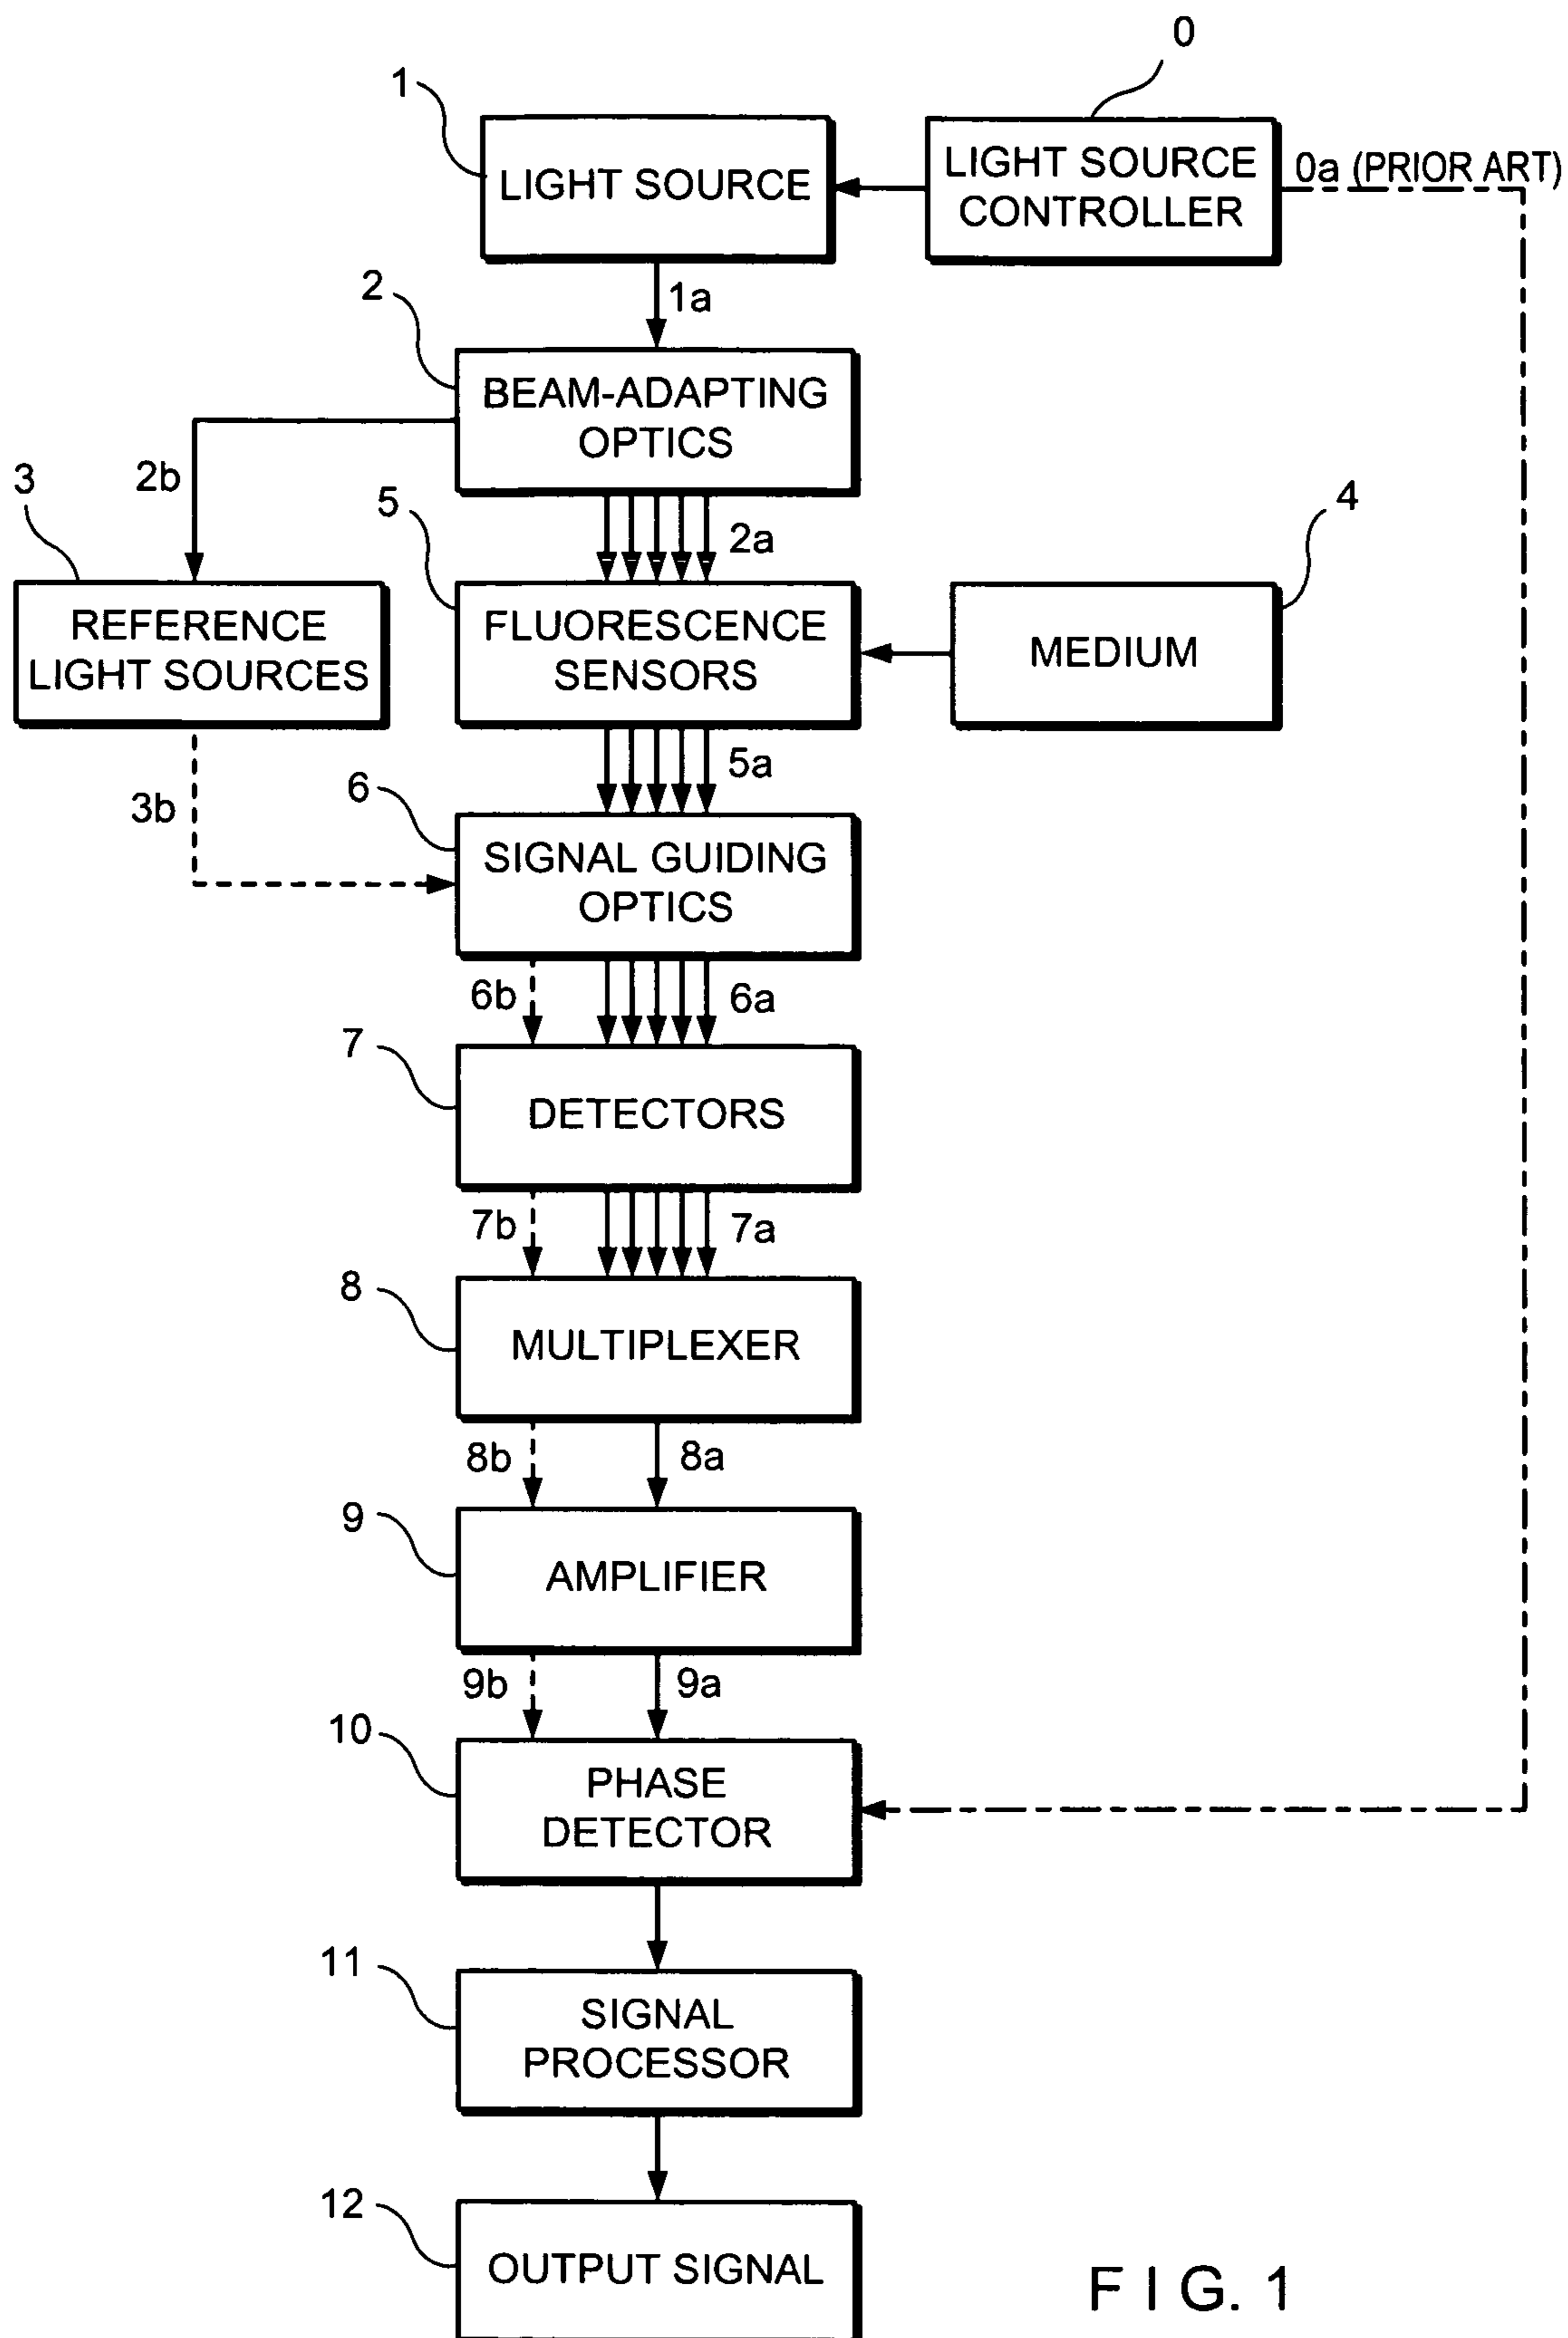 0
1
LIGHT SOURCE
LIGHT SOURCE
CONTROLLER
0a (PRIOR ART)
1a
2
BEAM-ADAPTING
OPTICS
2b
2a
3
5
4
REFERENCE
LIGHT SOURCES
FLUORESCENCE
SENSORS
MEDIUM
5a
3b
6
SIGNAL GUIDING
OPTICS
6b
6a
7
DETECTORS
7b
7a
8
MULTIPLEXER
8b
8a
9
AMPLIFIER
9b
9a
10
PHASE
DETECTOR
11
SIGNAL
PROCESSOR
12
OUTPUT SIGNAL
FIG. 1